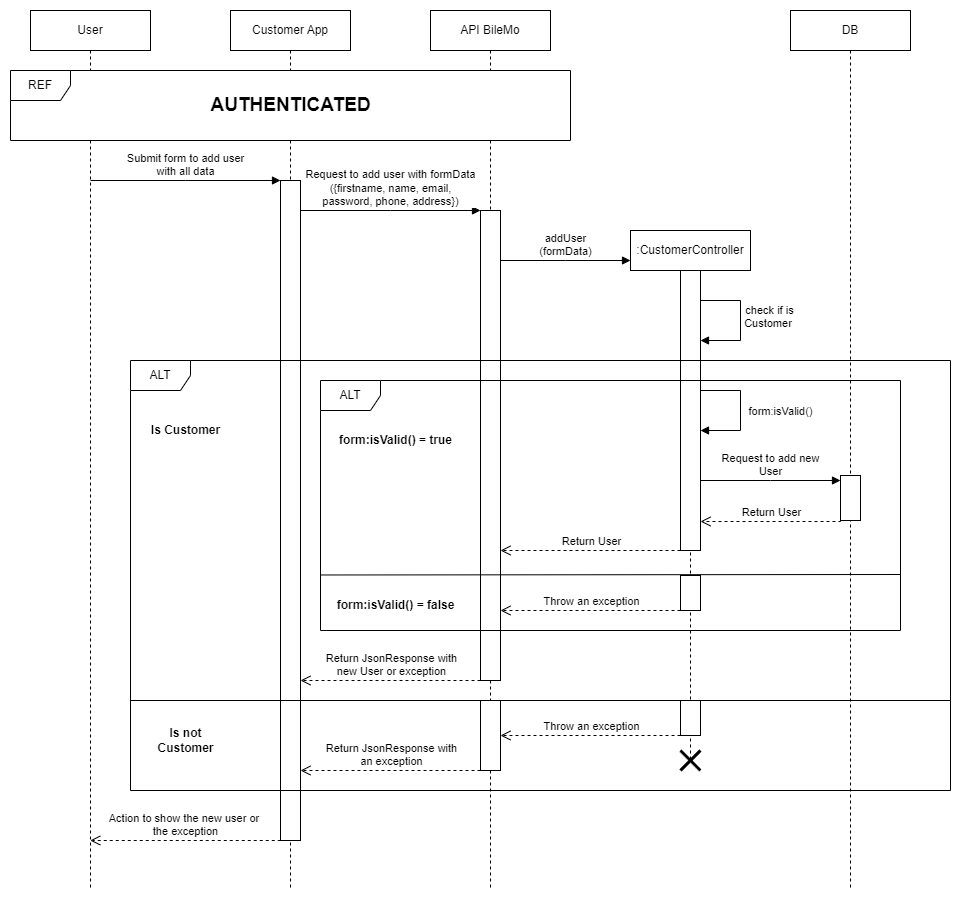 User
Customer App
API BileMo
DB
REF
AUTHENTICATED
Submit form to add user
with all data
Request to add user with formData
({firstname, name, email,
password, phone, address})
addUser
(formData)
:CustomerController
check if is
Customer
ALT
ALT
Is Customer
form:isValid() = true
form:isValid()
Request to add new
User
Return User
Return User
form:isValid() = false
Throw an exception
Return JsonResponse with
new User or exception
Is not
Customer
Throw an exception
Return JsonResponse with
an exception
Action to show the new user or
the exception